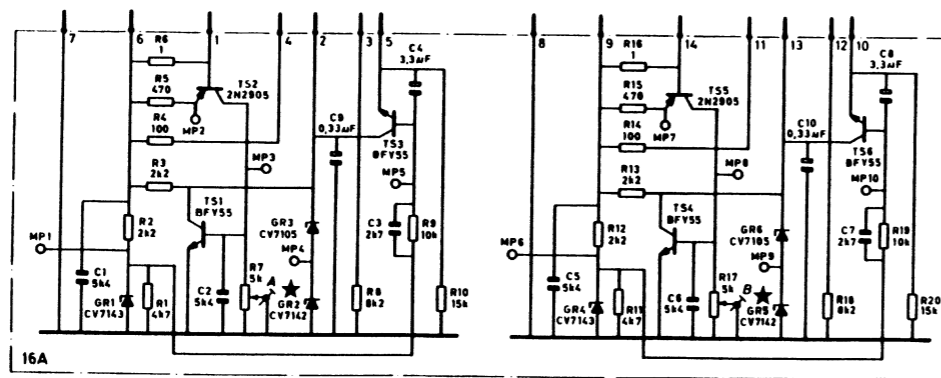 7 6 1 4 2 3 5 8 9 14 11 13 12 10
R6
1
R5
470
R4
100
R3
2k2
TS2
2N2905
MP2
MP3
C4
3,3µF
C9
0,33µF
TS3
BFY55
MP5
TS1
BFY55
GR3
CV7105
MP4
C3
2k7
R9
10k
MP1
R2
2k2
C1
5k4
GR1
CV7143
R1
4k7
C2
5k4
R7
5k
A
GR2
CV7142
R8
8k2
R10
15k
R16
1
R15
470
R14
100
R13
2k2
TS5
2N2905
MP7
MP8
C8
3,3µF
C10
0,33µF
TS6
BFY55
MP10
TS4
BFY55
GR6
CV7105
MP9
C7
2k7
R19
10k
MP6
R12
2k2
C5
5k4
GR4
CV7143
R11
4k7
C6
5k4
R17
5k
B
GR5
CV7142
R18
8k2
R20
15k
16A